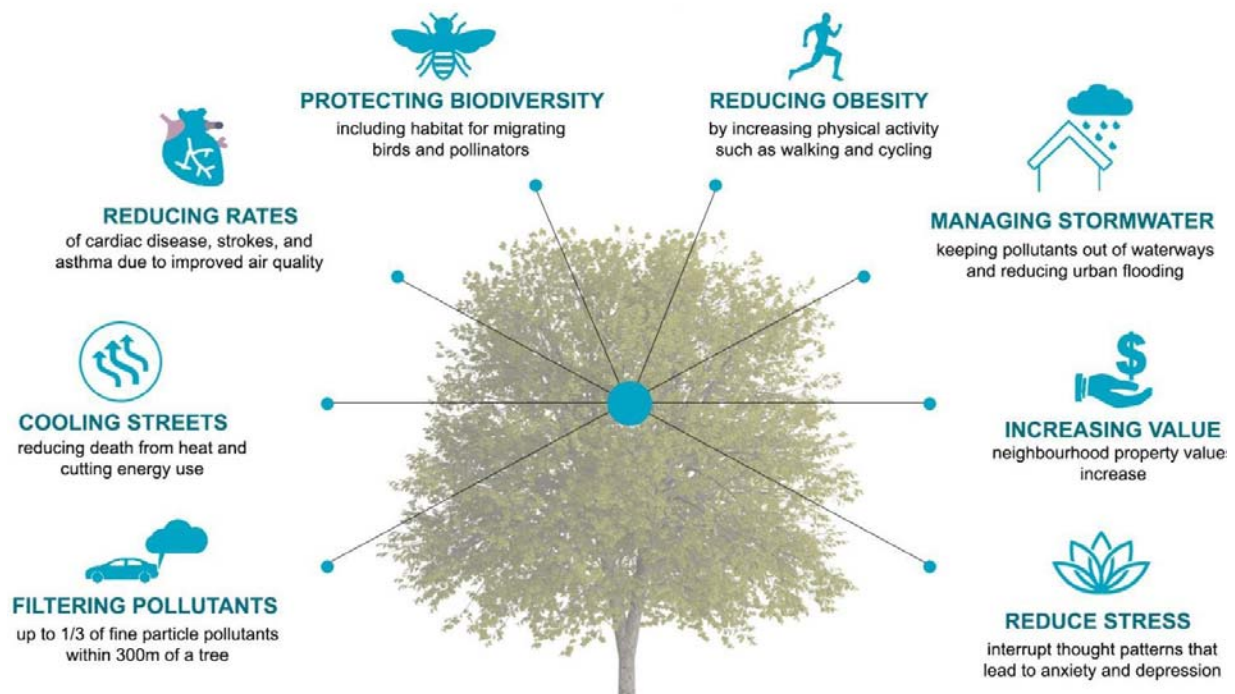 PROTECTING BIODIVERSITY
including habitat for migrating
birds and pollinators
REDUCING OBESITY
by increasing physical activity
such as walking and cycling
REDUCING RATES
of cardiac disease, strokes, and
asthma due to improved air quality
MANAGING STORMWATER
keeping pollutants out of waterways
and reducing urban flooding
COOLING STREETS
reducing death from heat and
cutting energy use
$
INCREASING VALUE
neighbourhood property values
increase
FILTERING POLLUTANTS
up to 1/3 of fine particle pollutants
within 300m of a tree
REDUCE STRESS
interrupt thought patterns that
lead to anxiety and depression